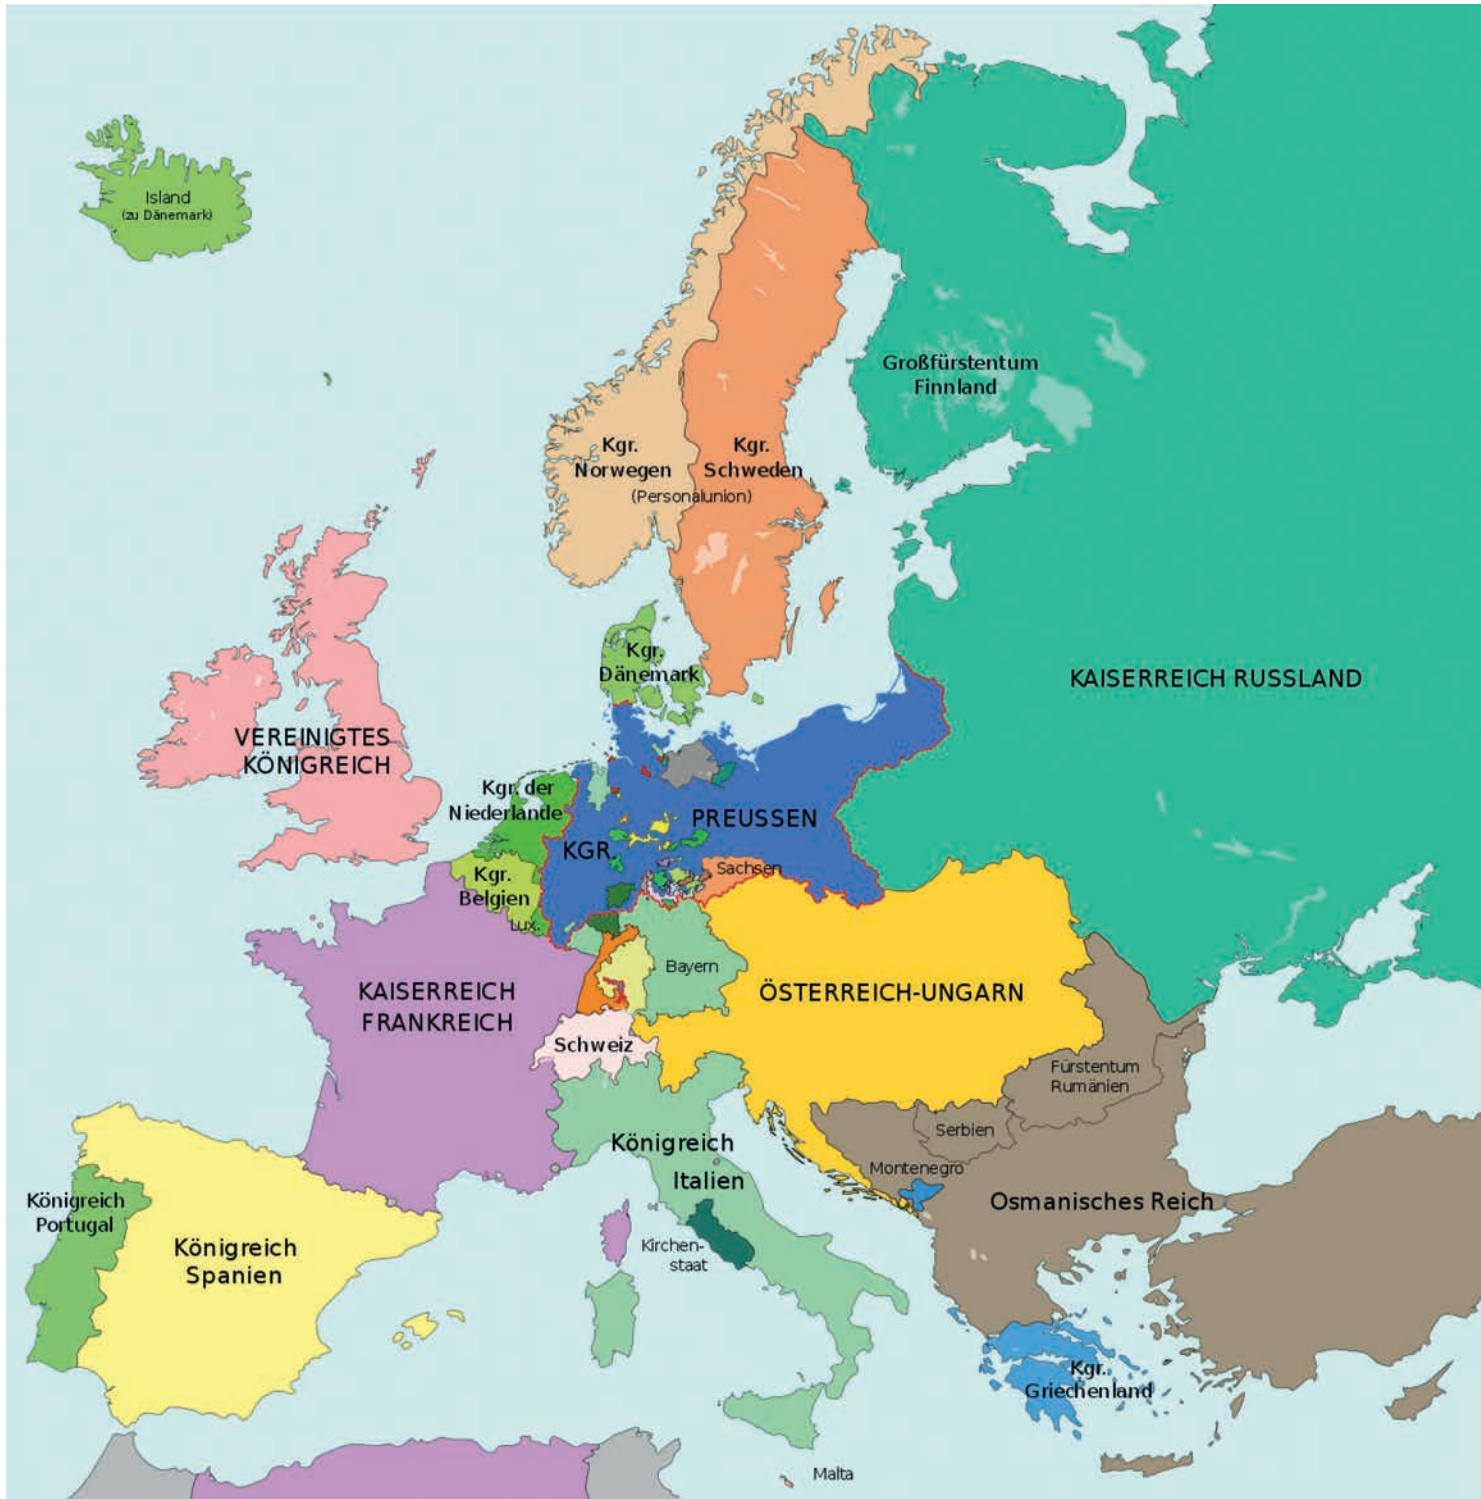 Island
(zu Dänemark)
Großfürstentum
Finnland
Kgr.
Norwegen
Kgr.
Schweden
(Personalunion)
Kgr.
Dänemark
KAISERREICH RUSSLAND
VEREINIGTES
KÖNIGREICH
Kgr. der
Niederlande
KGR.
PREUSSEN
Sachsen
Kgr.
Belgien
Lux.
Bayern
KAISERREICH
FRANKREICH
ÖSTERREICH-UNGARN
Schweiz
Fürstentum
Rumänien
Serbien
Königreich
Italien
Montenegro
Osmanisches Reich
Königreich
Portugal
Königreich
Spanien
Kirchen-
staat
Kgr.
Griechenland
Malta